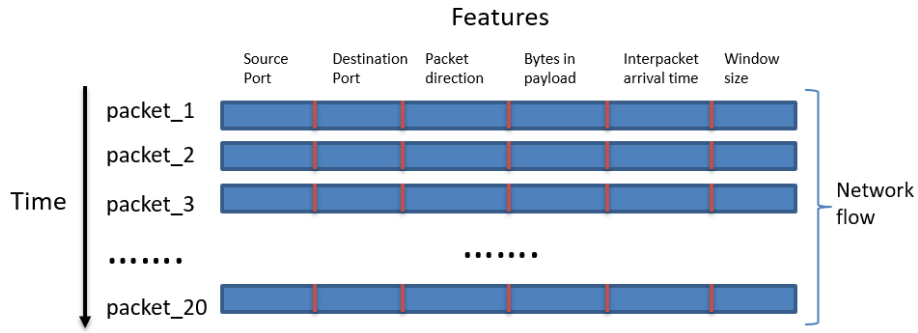 Features
Source
Port
Destination
Port
Packet
direction
Bytes in
payload
Interpacket
arrival time
Window
size
packet_1
packet_2
packet_3
.......
.......
packet_20
Time
Network
flow